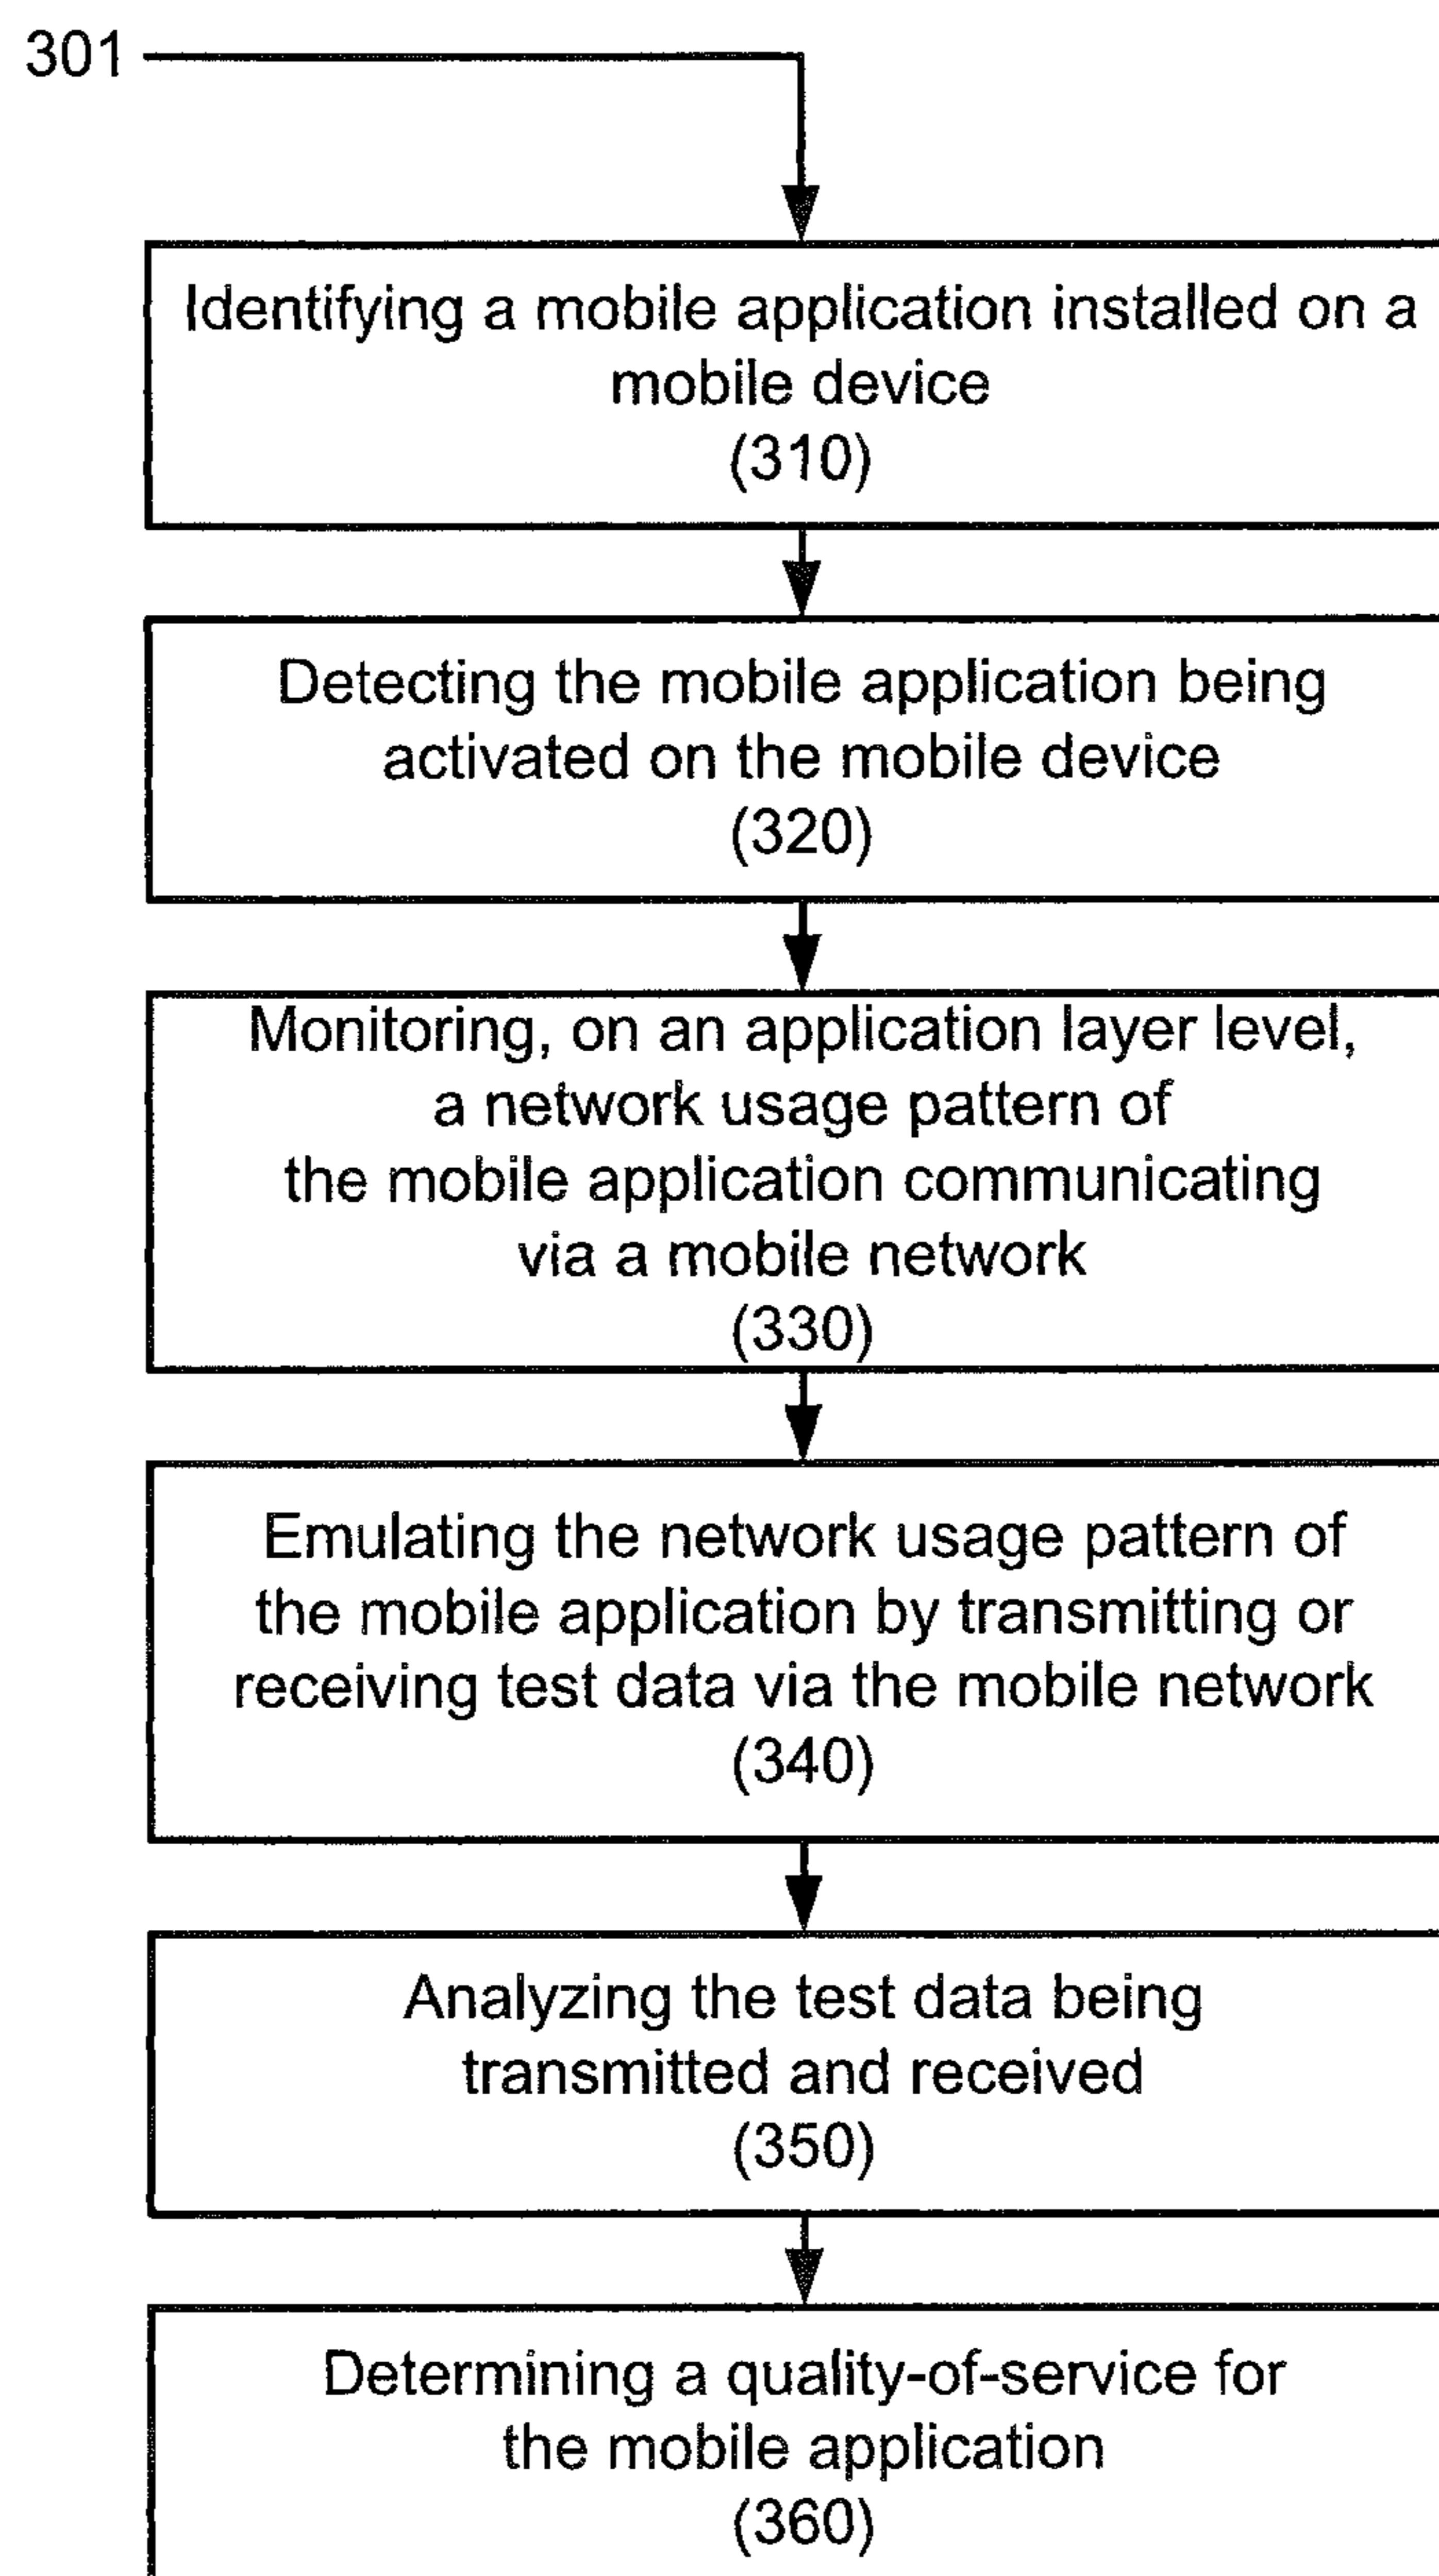 301
Identifying a mobile application installed on a
mobile device
(310)
Detecting the mobile application being
activated on the mobile device
(320)
Monitoring, on an application layer level,
a network usage pattern of
the mobile application communicating
via a mobile network
(330)
Emulating the network usage pattern of
the mobile application by transmitting or
receiving test data via the mobile network
(340)
Analyzing the test data being
transmitted and received
(350)
Determining a quality-of-service for
the mobile application
(360)